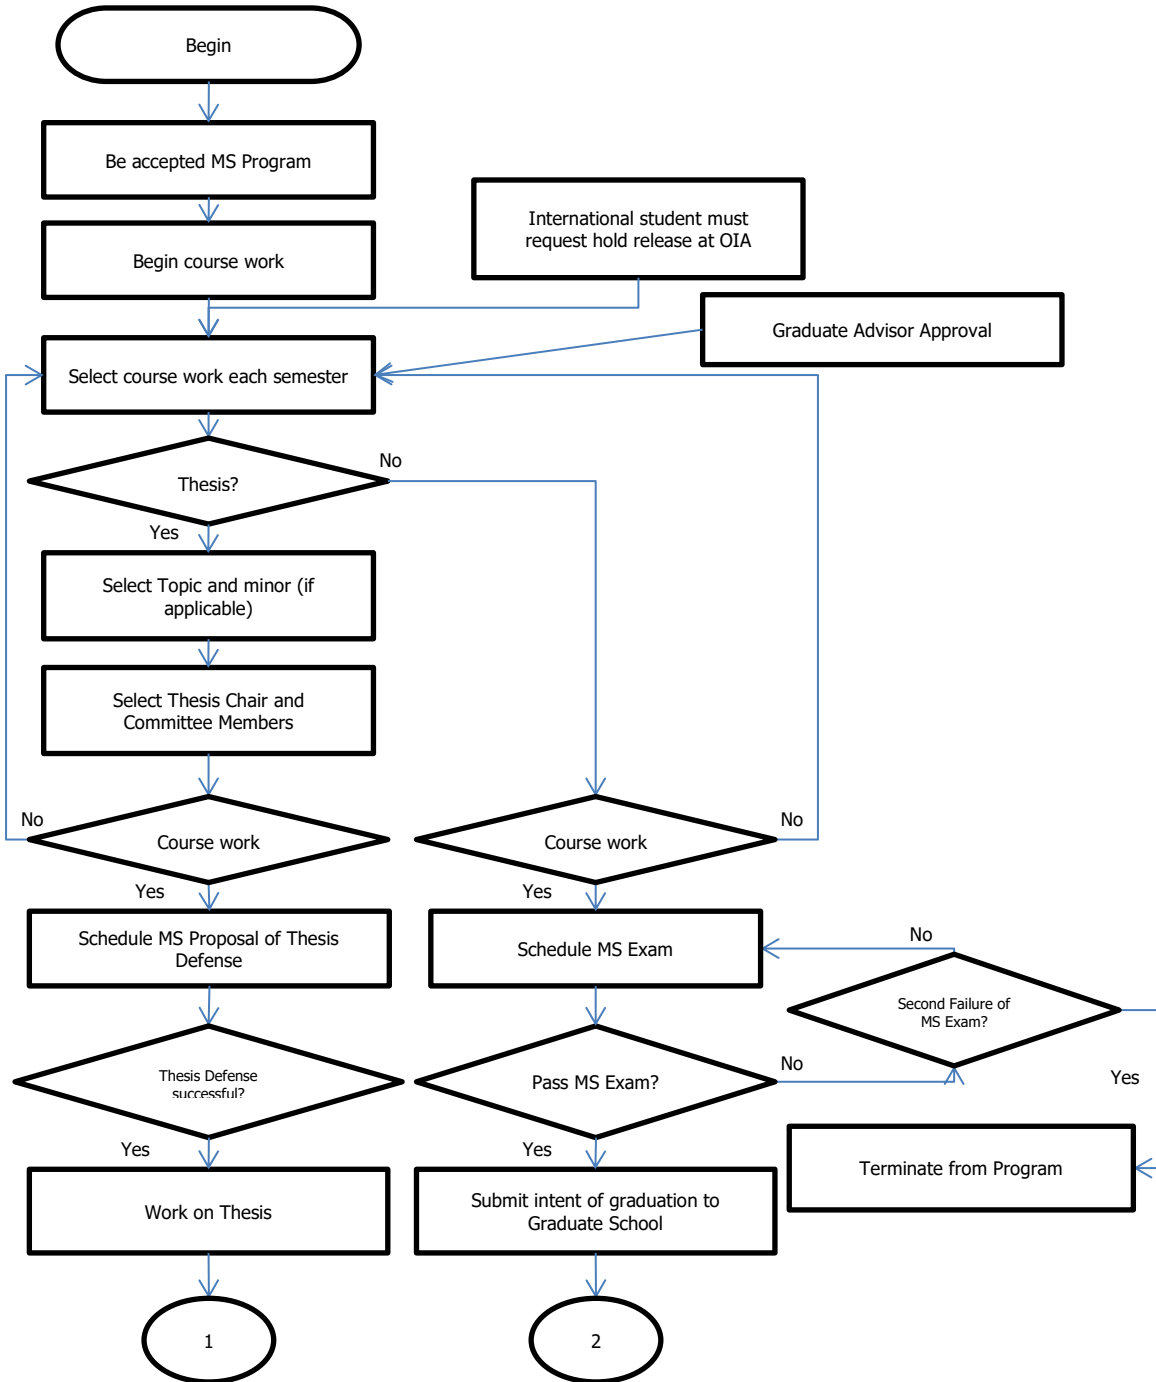 Begin
Be accepted MS Program
International student must
request hold release at OIA
Begin course work
Graduate Advisor Approval
Select course work each semester
No
Thesis?
Yes
Select Topic and minor (if
applicable)
Select Thesis Chair and
Committee Members
No
Course work
Course work
No
Yes
Yes
Schedule MS Proposal of Thesis
Defense
Schedule MS Exam
No
Second Failure of
MS Exam?
Thesis Defense
successful?
Pass MS Exam?
No
Yes
Yes
Yes
Terminate from Program
Work on Thesis
Submit intent of graduation to
Graduate School
1
2